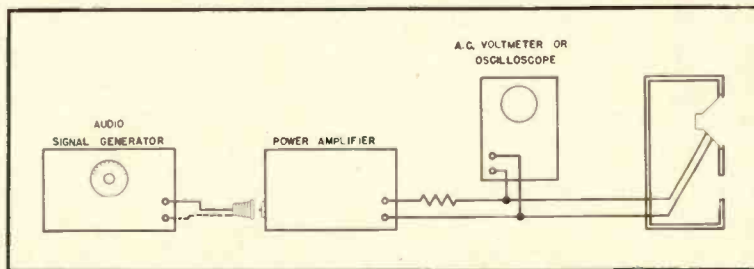 A.C. VOLTMETER OR
OSCILLOSCOPE
AUDIO
SIGNAL GENERATOR
POWER AMPLIFIER